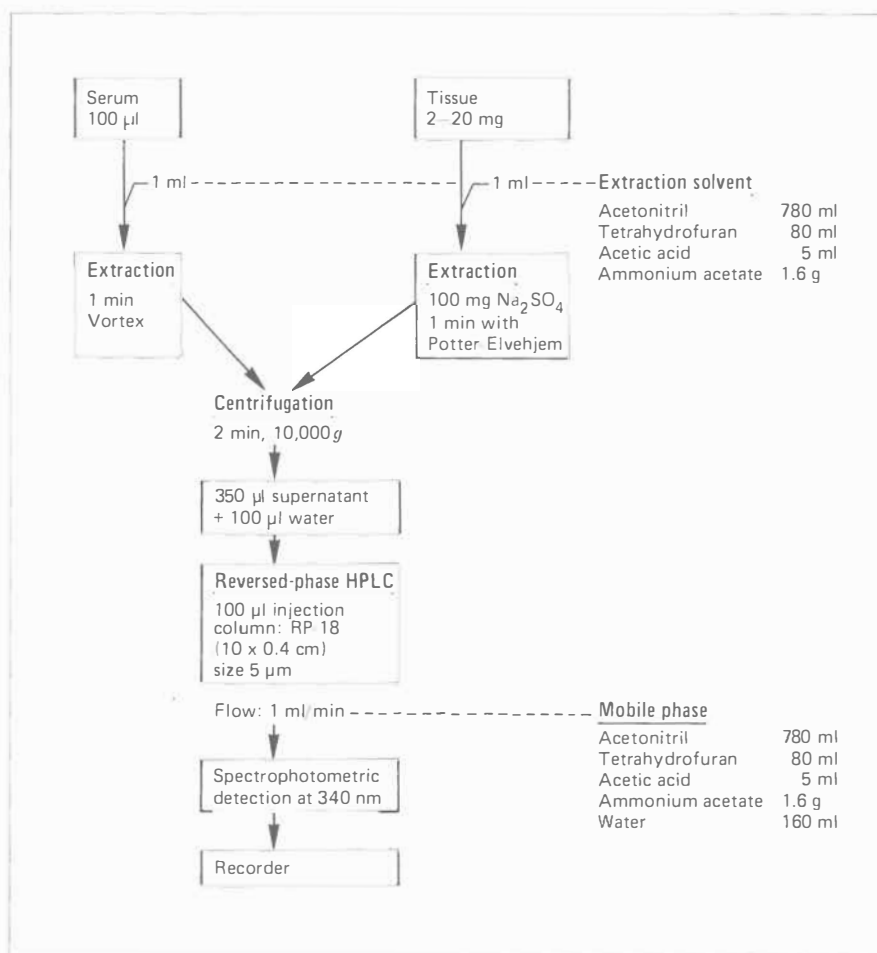 Serum
100 µl
Tissue
2–20 mg
1 ml
1 ml
Extraction solvent
Acetonitril 780 ml
Tetrahydrofuran 80 ml
Acetic acid 5 ml
Ammonium acetate 1.6 g
Extraction
1 min
Vortex
Extraction
100 mg Na₂SO₄
1 min with
Potter Elvehjem
Centrifugation
2 min, 10,000 g
350 µl supernatant
+ 100 µl water
Reversed-phase HPLC
100 µl injection
column: RP-18
(10 x 0.4 cm)
size 5 µm
Flow: 1 ml/min
Mobile phase
Acetonitril 780 ml
Tetrahydrofuran 80 ml
Acetic acid 5 ml
Ammonium acetate 1.6 g
Water 160 ml
Spectrophotometric
detection at 340 nm
Recorder